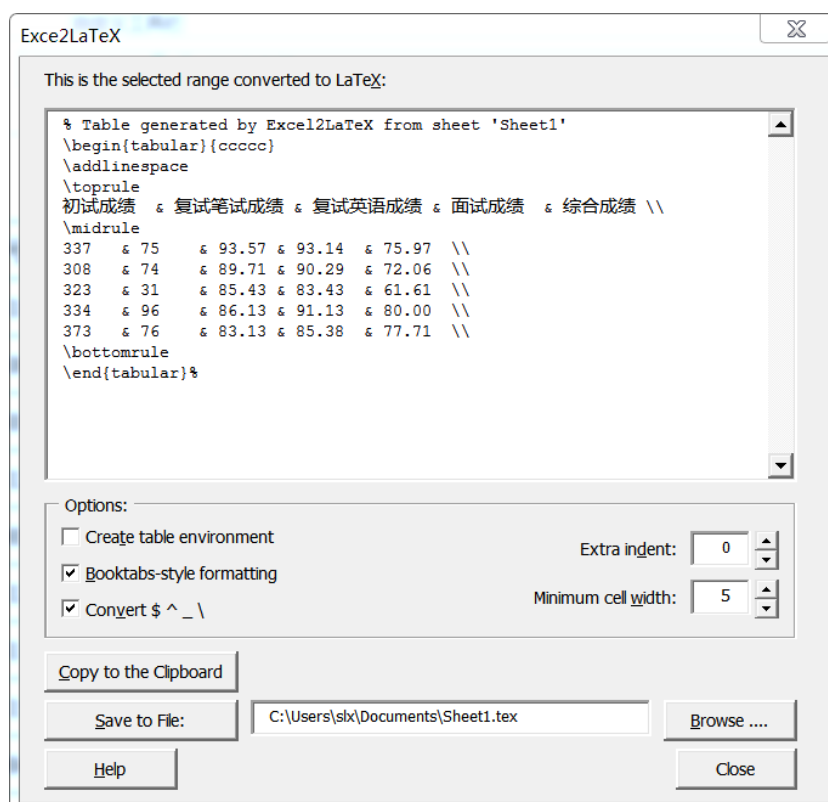 Exce2LaTeX
This is the selected range converted to LaTeX:
% Table generated by Excel2LaTeX from sheet 'Sheet1'
\begin{tabular}{ccccc}
\addlinespace
\toprule
初试成绩 & 复试笔试成绩 & 复试英语成绩 & 面试成绩 & 综合成绩 \\
\midrule
337 & 75 & 93.57 & 93.14 & 75.97 \\
308 & 74 & 89.71 & 90.29 & 72.06 \\
323 & 31 & 85.43 & 83.43 & 61.61 \\
334 & 96 & 86.13 & 91.13 & 80.00 \\
373 & 76 & 83.13 & 85.38 & 77.71 \\
\bottomrule
\end{tabular}%
Options:
Create table environment
Extra indent: 0
Booktabs-style formatting
Minimum cell width: 5
Convert $ ^ _ \
Copy to the Clipboard
Save to File: C:\Users\slx\Documents\Sheet1.tex Browse ....
Help Close